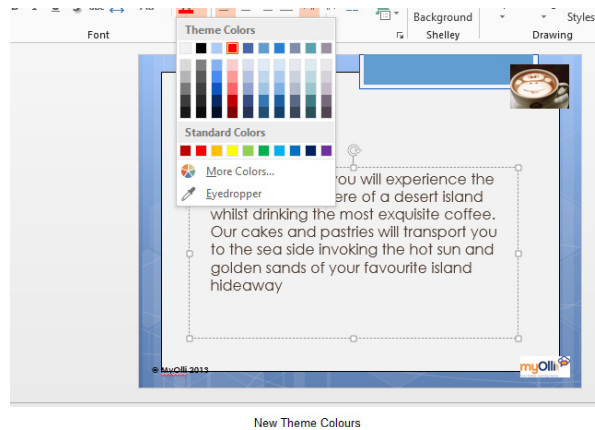 Background
Styles
Font
Shelley
Drawing
Theme Colors
Standard Colors
More Colors...
Eyedropper
you will experience the
ere of a desert island
whilst drinking the most exquisite coffee.
Our cakes and pastries will transport you
to the sea side invoking the hot sun and
golden sands of your favourite island
hideaway
© MyOlli 2013
myOlli
New Theme Colours